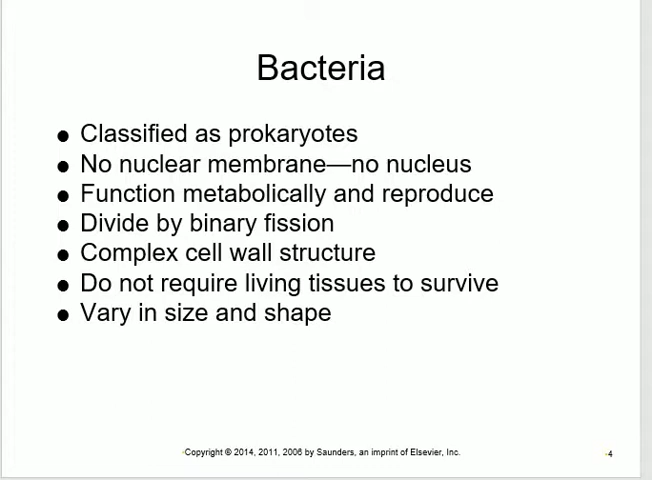 Bacteria
● Classified as prokaryotes
● No nuclear membrane—no nucleus
● Function metabolically and reproduce
● Divide by binary fission
● Complex cell wall structure
● Do not require living tissues to survive
● Vary in size and shape
•Copyright © 2014, 2011, 2006 by Saunders, an imprint of Elsevier, Inc.
•4